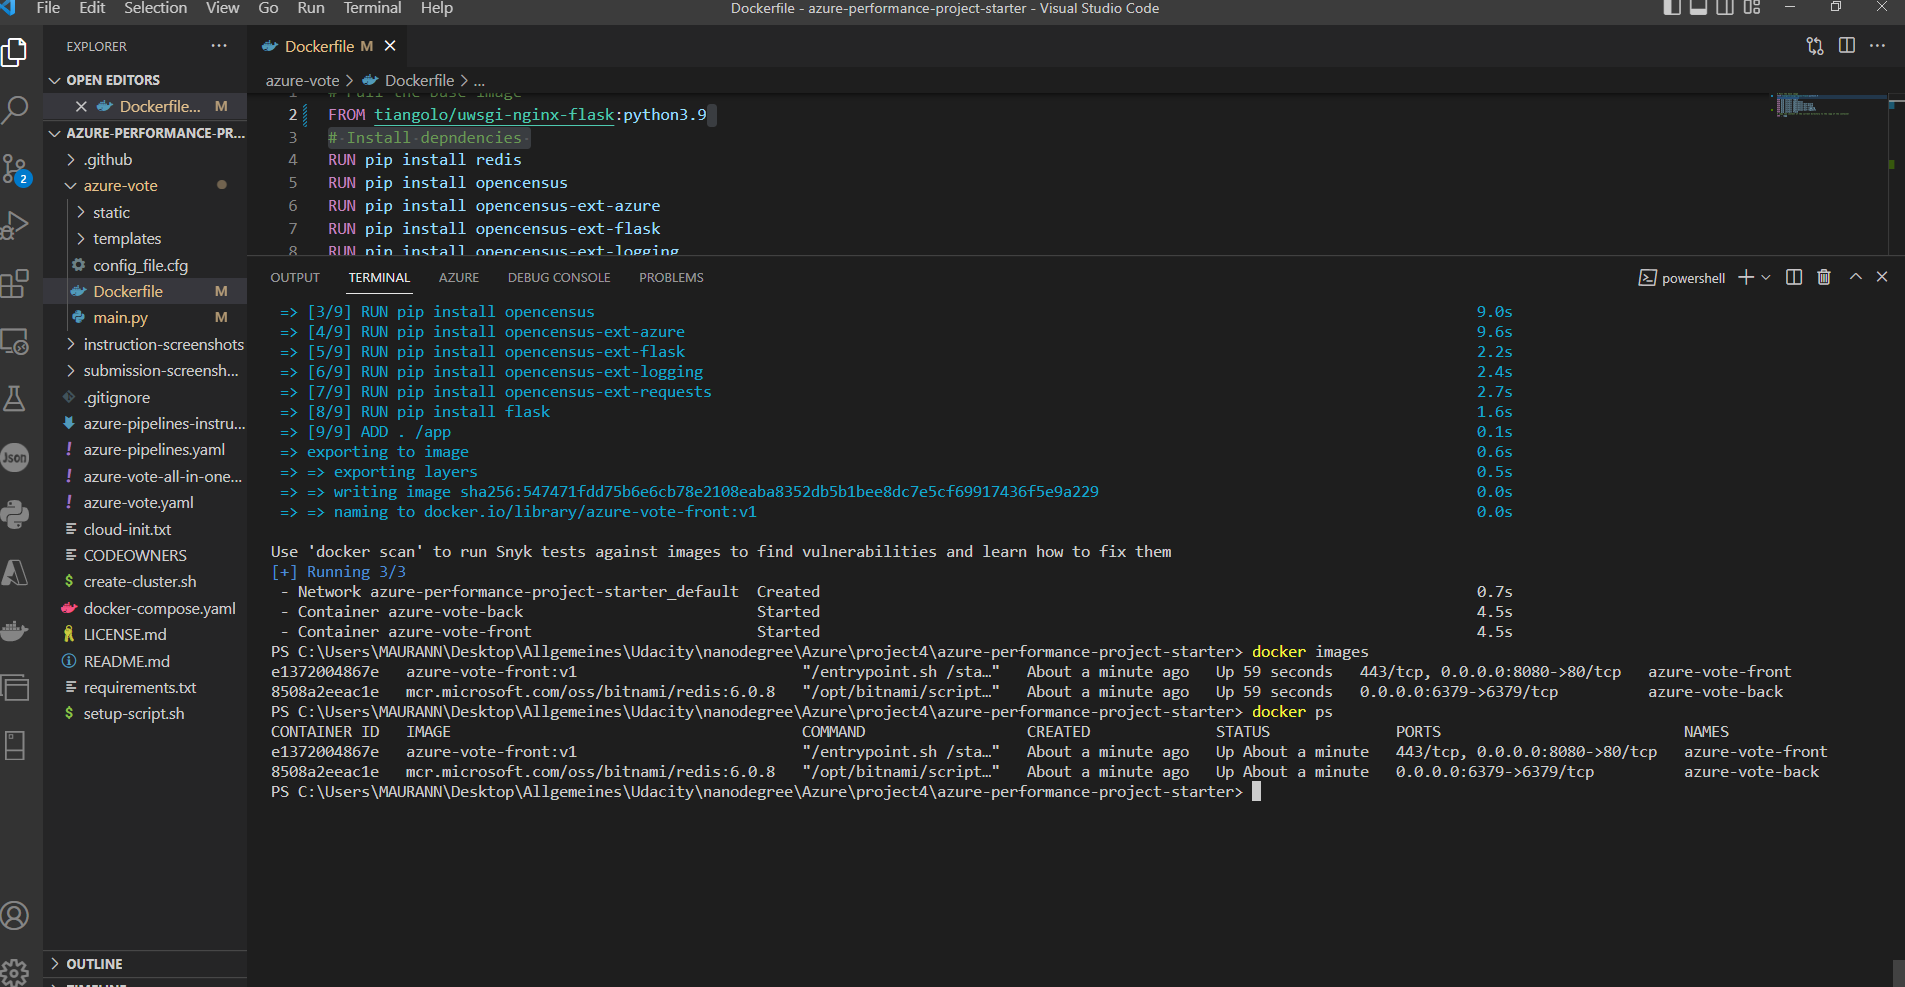 File Edit Selection View Go Run Terminal Help
Dockerfile - azure-performance-project-starter - Visual Studio Code
EXPLORER
OPEN EDITORS
Dockerfile... M
AZURE-PERFORMANCE-PR...
.github
azure-vote
static
templates
config_file.cfg
Dockerfile M
main.py M
instruction-screenshots
submission-screensh...
.gitignore
azure-pipelines-instru...
azure-pipelines.yaml
azure-vote-all-in-one...
azure-vote.yaml
cloud-init.txt
CODEOWNERS
create-cluster.sh
docker-compose.yaml
LICENSE.md
README.md
requirements.txt
setup-script.sh
OUTLINE
TIMELINE
2
Json
Dockerfile M
azure-vote > Dockerfile > ...
1 # Pull the base image
2 FROM tiangolo/uwsgi-nginx-flask:python3.9
3 # Install depndencies
4 RUN pip install redis
5 RUN pip install opencensus
6 RUN pip install opencensus-ext-azure
7 RUN pip install opencensus-ext-flask
8 RUN pip install opencensus-ext-logging
OUTPUT TERMINAL AZURE DEBUG CONSOLE PROBLEMS
powershell
=> [3/9] RUN pip install opencensus 9.0s
=> [4/9] RUN pip install opencensus-ext-azure 9.6s
=> [5/9] RUN pip install opencensus-ext-flask 2.2s
=> [6/9] RUN pip install opencensus-ext-logging 2.4s
=> [7/9] RUN pip install opencensus-ext-requests 2.7s
=> [8/9] RUN pip install flask 1.6s
=> [9/9] ADD . /app 0.1s
=> exporting to image 0.6s
=> => exporting layers 0.5s
=> => writing image sha256:547471fdd75b6e6cb78e2108eaba8352db5b1bee8dc7e5cf69917436f5e9a229 0.0s
=> => naming to docker.io/library/azure-vote-front:v1 0.0s
Use 'docker scan' to run Snyk tests against images to find vulnerabilities and learn how to fix them
[+] Running 3/3
- Network azure-performance-project-starter_default Created 0.7s
- Container azure-vote-back Started 4.5s
- Container azure-vote-front Started 4.5s
PS C:\Users\MAURANN\Desktop\Allgemeines\Udacity\nanodegree\Azure\project4\azure-performance-project-starter> docker images
e1372004867e azure-vote-front:v1 "/entrypoint.sh /sta…" About a minute ago Up 59 seconds 443/tcp, 0.0.0.0:8080->80/tcp azure-vote-front
8508a2eeac1e mcr.microsoft.com/oss/bitnami/redis:6.0.8 "/opt/bitnami/script…" About a minute ago Up 59 seconds 0.0.0.0:6379->6379/tcp azure-vote-back
PS C:\Users\MAURANN\Desktop\Allgemeines\Udacity\nanodegree\Azure\project4\azure-performance-project-starter> docker ps
CONTAINER ID IMAGE COMMAND CREATED STATUS PORTS NAMES
e1372004867e azure-vote-front:v1 "/entrypoint.sh /sta…" About a minute ago Up About a minute 443/tcp, 0.0.0.0:8080->80/tcp azure-vote-front
8508a2eeac1e mcr.microsoft.com/oss/bitnami/redis:6.0.8 "/opt/bitnami/script…" About a minute ago Up About a minute 0.0.0.0:6379->6379/tcp azure-vote-back
PS C:\Users\MAURANN\Desktop\Allgemeines\Udacity\nanodegree\Azure\project4\azure-performance-project-starter>